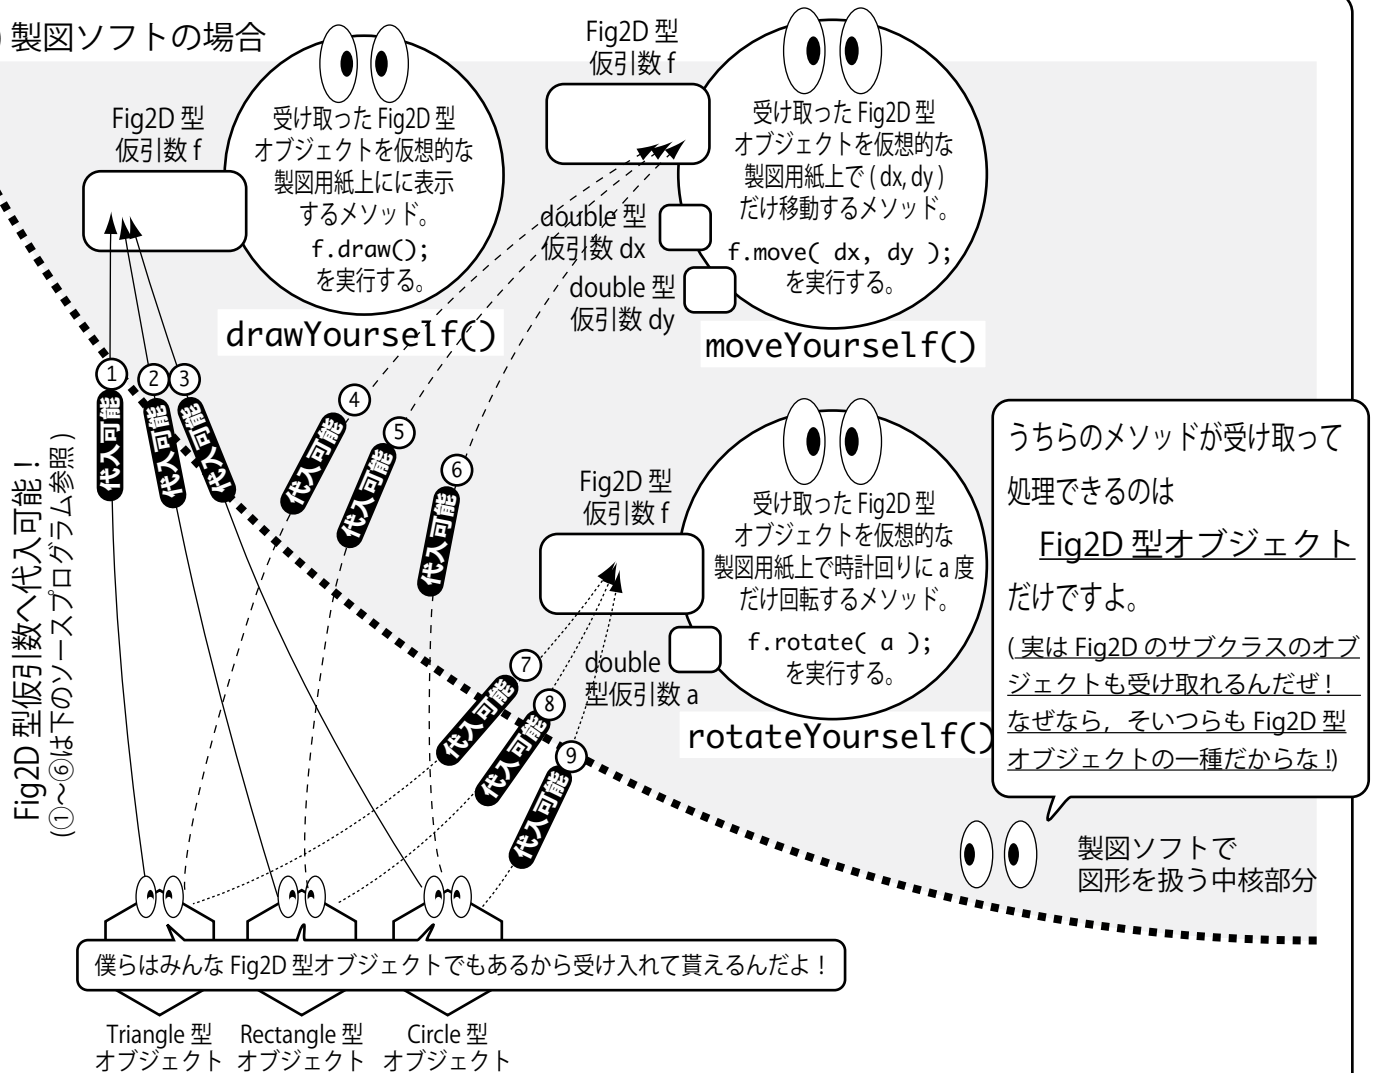 ) 製図ソフトの場合
Fig2D 型
仮引数 f
受け取った Fig2D 型
オブジェクトを仮想的な
製図用紙上にに表示
するメソッド。
f.draw();
を実行する。
drawYourself()
Fig2D 型
仮引数 f
受け取った Fig2D 型
オブジェクトを仮想的な
製図用紙上で ( dx, dy )
だけ移動するメソッド。
f.move( dx, dy );
を実行する。
double 型
仮引数 dx
double 型
仮引数 dy
moveYourself()
① 代入可能
② 代入可能
③ 代入可能
④ 代入可能
⑤ 代入可能
⑥ 代入可能
Fig2D 型
仮引数 f
受け取った Fig2D 型
オブジェクトを仮想的な
製図用紙上で時計回りに a 度
だけ回転するメソッド。
f.rotate( a );
を実行する。
double
型仮引数 a
rotateYourself()
⑦ 代入可能
⑧ 代入可能
⑨ 代入可能
Fig2D 型仮引数へ代入可能！
(①〜⑥は下のソースプログラム参照 )
うちらのメソッドが受け取って
処理できるのは
Fig2D 型オブジェクト
だけですよ。
( 実は Fig2D のサブクラスのオブ
ジェクトも受け取れるんだぜ！
なぜなら，そいつらも Fig2D 型
オブジェクトの一種だからな !)
製図ソフトで
図形を扱う中核部分
僕らはみんな Fig2D 型オブジェクトでもあるから受け入れて貰えるんだよ！
Triangle 型
オブジェクト
Rectangle 型
オブジェクト
Circle 型
オブジェクト